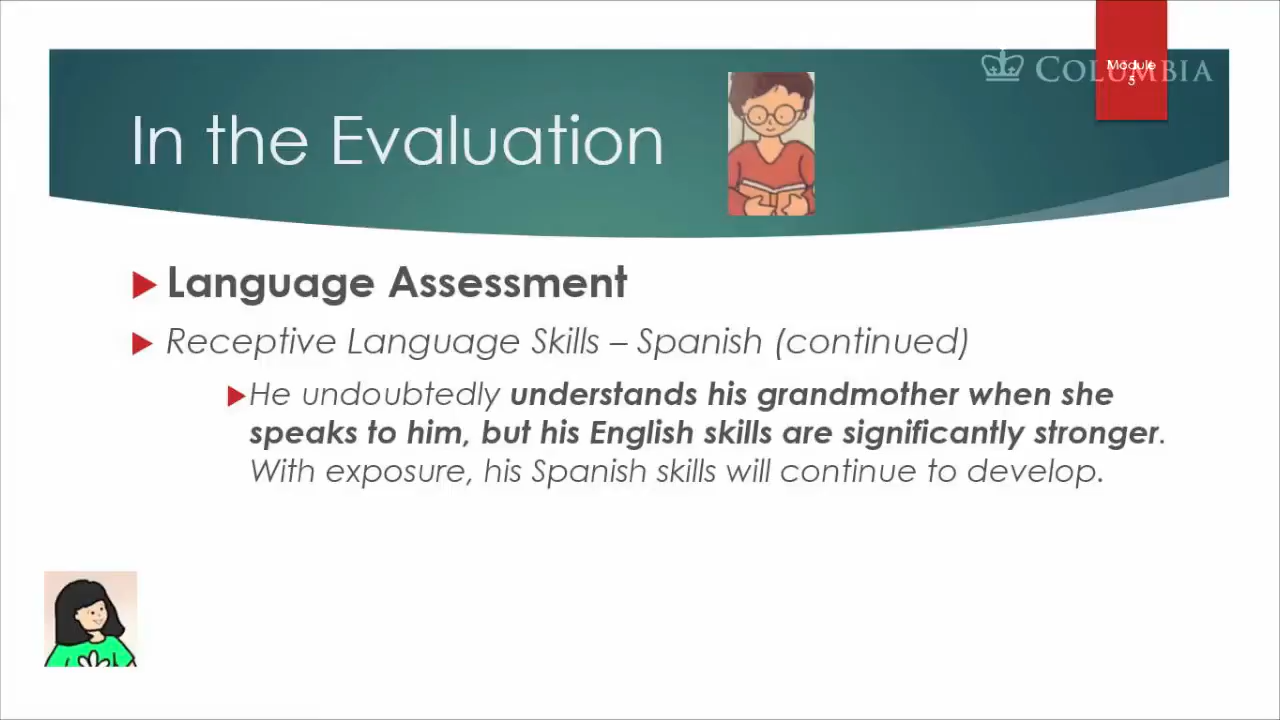 COLUMBIA
Module
5
In the Evaluation
Language Assessment
Receptive Language Skills – Spanish (continued)
He undoubtedly understands his grandmother when she
speaks to him, but his English skills are significantly stronger.
With exposure, his Spanish skills will continue to develop.